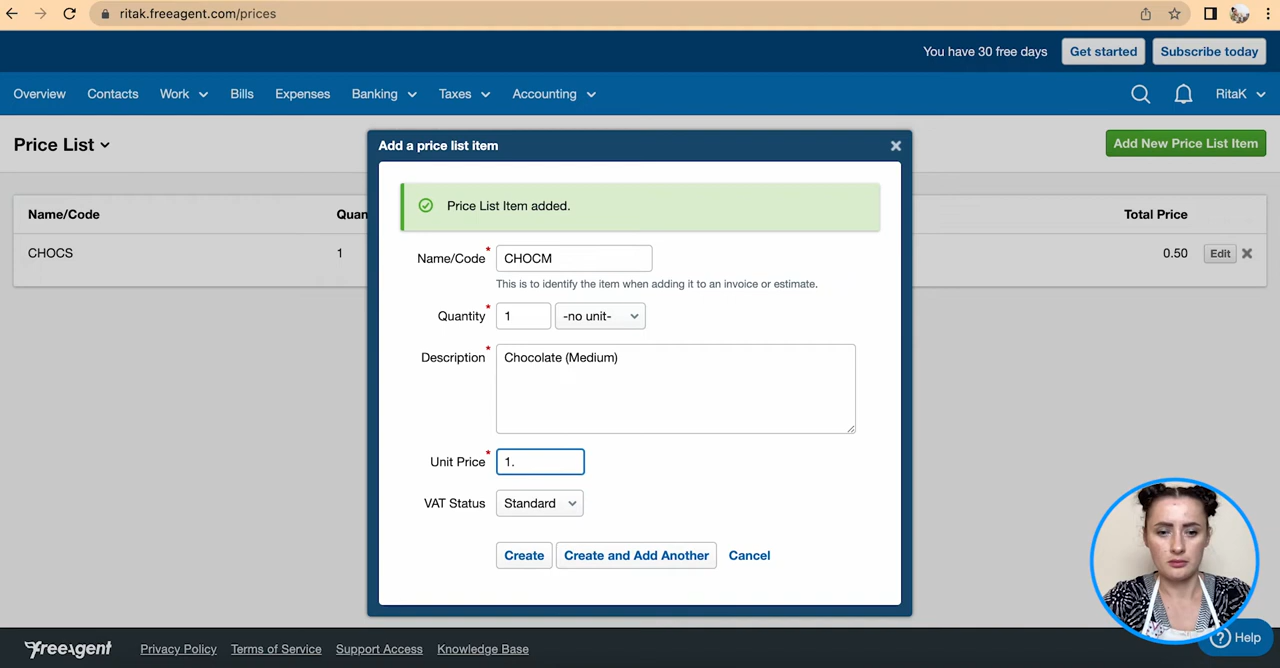 ritak.freeagent.com/prices
You have 30 free days
Get started
Subscribe today
Overview
Contacts
Work
Bills
Expenses
Banking
Taxes
Accounting
RitaK
Price List
Add New Price List Item
Add a price list item
Price List Item added.
Name/Code
Quan
Total Price
CHOCS
1
0.50
Edit
Name/Code*
CHOCM
This is to identify the item when adding it to an invoice or estimate.
Quantity*
1
-no unit-
Description*
Chocolate (Medium)
Unit Price*
1.
VAT Status
Standard
Create
Create and Add Another
Cancel
freeagent
Privacy Policy
Terms of Service
Support Access
Knowledge Base
? Help